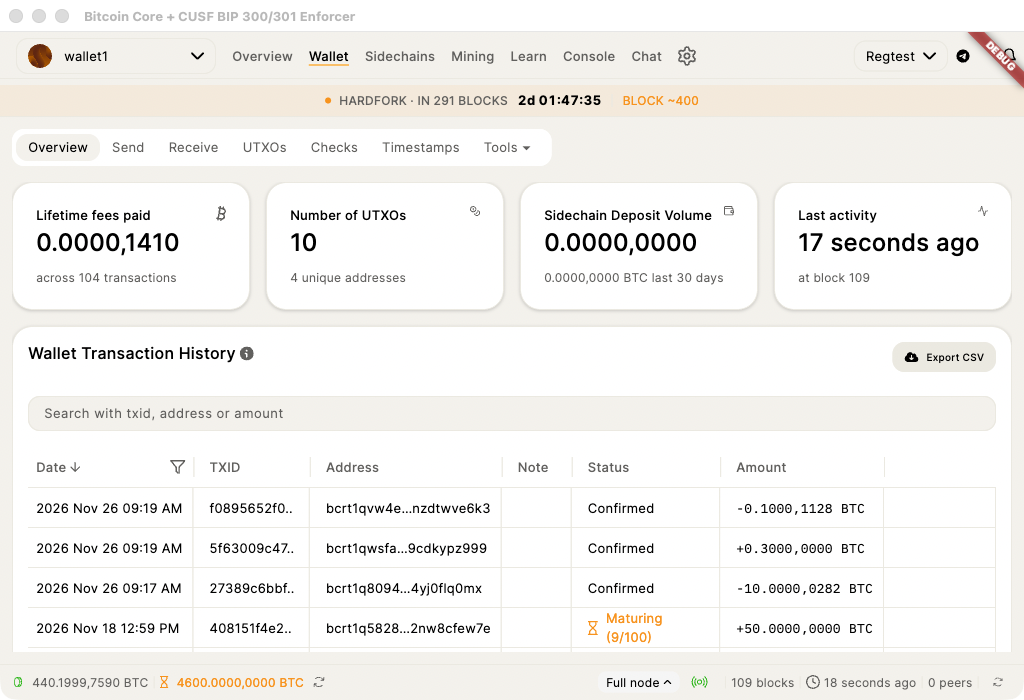 Bitcoin Core + CUSF BIP 300/301 Enforcer
wallet1 Overview Wallet Sidechains Mining Learn Console Chat Regtest DEBUG
HARDFORK · IN 291 BLOCKS 2d 01:47:35 BLOCK ~400
Overview Send Receive UTXOs Checks Timestamps Tools
Lifetime fees paid
0.0000,1410
across 104 transactions
Number of UTXOs
10
4 unique addresses
Sidechain Deposit Volume
0.0000,0000
0.0000,0000 BTC last 30 days
Last activity
17 seconds ago
at block 109
Wallet Transaction History
Export CSV
Search with txid, address or amount
Date TXID Address Note Status Amount
2026 Nov 26 09:19 AM f0895652f0.. bcrt1qvw4e...nzdtwve6k3 Confirmed -0.1000,1128 BTC
2026 Nov 26 09:19 AM 5f63009c47.. bcrt1qwsfa...9cdkypz999 Confirmed +0.3000,0000 BTC
2026 Nov 26 09:17 AM 27389c6bbf.. bcrt1q8094...4yj0flq0mx Confirmed -10.0000,0282 BTC
2026 Nov 18 12:59 PM 408151f4e2.. bcrt1q5828...2nw8cfew7e Maturing (9/100) +50.0000,0000 BTC
440.1999,7590 BTC 4600.0000,0000 BTC Full node 109 blocks 18 seconds ago 0 peers